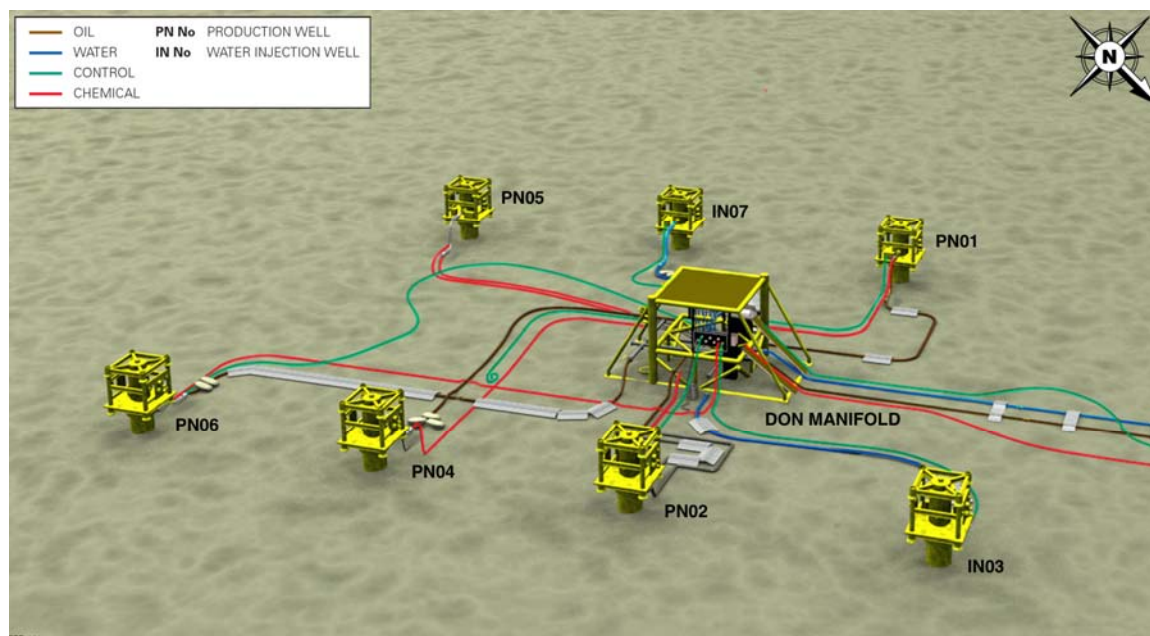 OIL PN No PRODUCTION WELL
WATER IN No WATER INJECTION WELL
CONTROL
CHEMICAL
N
PN05
IN07
PN01
PN06
DON MANIFOLD
PN04
PN02
IN03